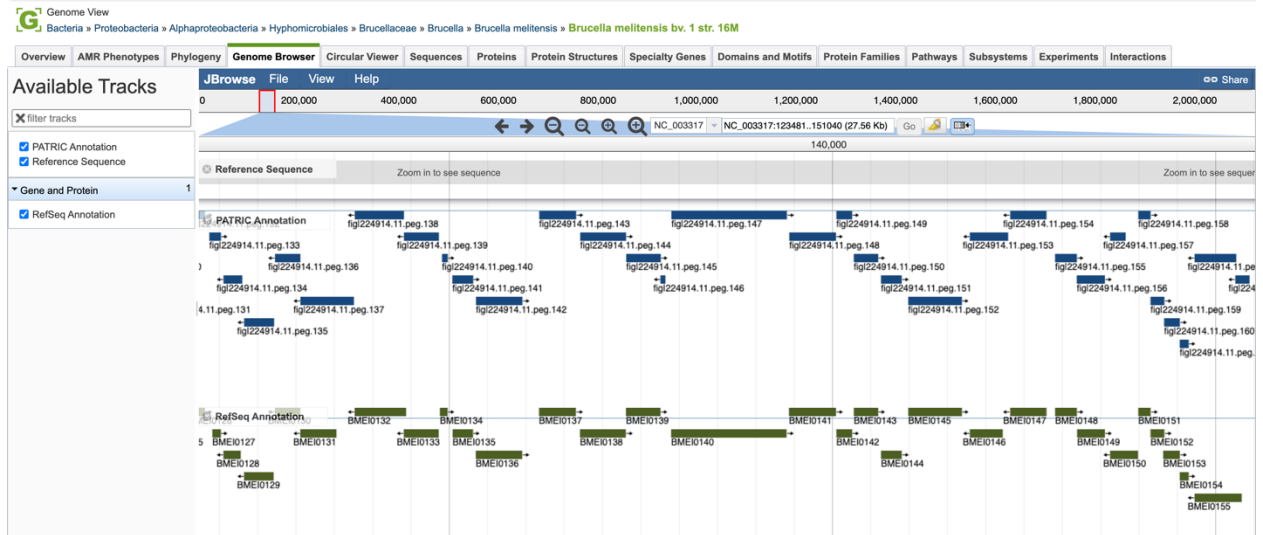 Genome View
Bacteria » Proteobacteria » Alphaproteobacteria » Hyphomicrobiales » Brucellaceae » Brucella » Brucella melitensis » Brucella melitensis bv. 1 str. 16M
Overview AMR Phenotypes Phylogeny Genome Browser Circular Viewer Sequences Proteins Protein Structures Specialty Genes Domains and Motifs Protein Families Pathways Subsystems Experiments Interactions
Available Tracks
filter tracks
PATRIC Annotation
Reference Sequence
Gene and Protein 1
RefSeq Annotation
JBrowse File View Help Share
0 200,000 400,000 600,000 800,000 1,000,000 1,200,000 1,400,000 1,600,000 1,800,000 2,000,000
NC_003317 NC_003317:123481..151040 (27.56 Kb) Go
140,000
Reference Sequence Zoom in to see sequence Zoom in to see sequer
PATRIC Annotation
fig|224914.11.peg.138 fig|224914.11.peg.143 fig|224914.11.peg.147 fig|224914.11.peg.149 fig|224914.11.peg.154 fig|224914.11.peg.158
fig|224914.11.peg.133 fig|224914.11.peg.139 fig|224914.11.peg.144 fig|224914.11.peg.148 fig|224914.11.peg.153 fig|224914.11.peg.157
fig|224914.11.peg.136 fig|224914.11.peg.140 fig|224914.11.peg.145 fig|224914.11.peg.150 fig|224914.11.peg.155 fig|224914.11.pe
fig|224914.11.peg.134 fig|224914.11.peg.141 fig|224914.11.peg.146 fig|224914.11.peg.151 fig|224914.11.peg.156 fig|224
4.11.peg.131 fig|224914.11.peg.137 fig|224914.11.peg.142 fig|224914.11.peg.152 fig|224914.11.peg.159
fig|224914.11.peg.135 fig|224914.11.peg.160
fig|224914.11.peg.
RefSeq Annotation
BMEI0132 BMEI0134 BMEI0137 BMEI0139 BMEI0141 BMEI0143 BMEI0145 BMEI0147 BMEI0148 BMEI0151
5 BMEI0127 BMEI0131 BMEI0133 BMEI0135 BMEI0138 BMEI0140 BMEI0142 BMEI0146 BMEI0149 BMEI0152
BMEI0128 BMEI0136 BMEI0144 BMEI0150 BMEI0153
BMEI0129 BMEI0154
BMEI0155